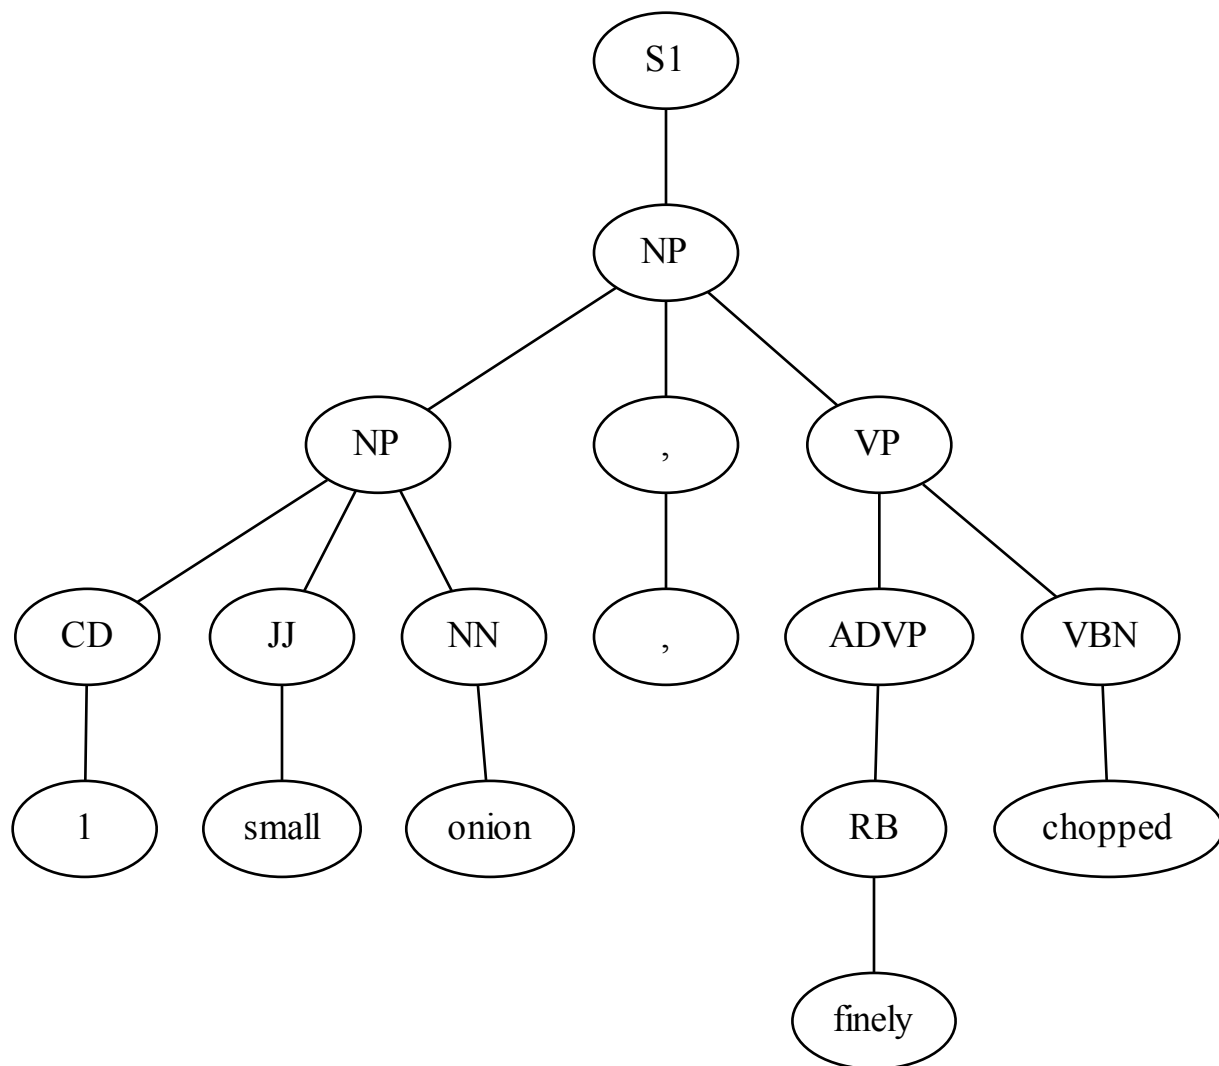 S1
NP
NP , VP
CD JJ NN , ADVP VBN
1 small onion RB chopped
finely